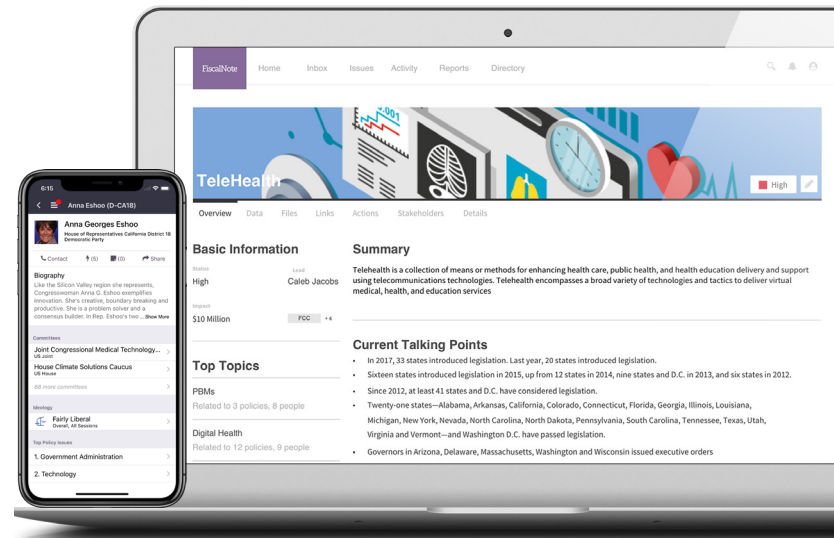 FiscalNote
Home
Inbox
Issues
Activity
Reports
Directory
.001
TeleHealth
High
Overview
Data
Files
Links
Actions
Stakeholders
Details
Basic Information
Status
Lead
High
Caleb Jacobs
Impact
$10 Million
FCC
+4
Top Topics
PBMs
Related to 3 policies, 8 people
Digital Health
Related to 12 policies, 9 people
Summary
Telehealth is a collection of means or methods for enhancing health care, public health, and health education delivery and support
using telecommunications technologies. Telehealth encompasses a broad variety of technologies and tactics to deliver virtual
medical, health, and education services
Current Talking Points
• In 2017, 33 states introduced legislation. Last year, 20 states introduced legislation.
• Sixteen states introduced legislation in 2015, up from 12 states in 2014, nine states and D.C. in 2013, and six states in 2012.
• Since 2012, at least 41 states and D.C. have considered legislation.
• Twenty-one states—Alabama, Arkansas, California, Colorado, Connecticut, Florida, Georgia, Illinois, Louisiana,
Michigan, New York, Nevada, North Carolina, North Dakota, Pennsylvania, South Carolina, Tennessee, Texas, Utah,
Virginia and Vermont—and Washington D.C. have passed legislation.
• Governors in Arizona, Delaware, Massachusetts, Washington and Wisconsin issued executive orders
6:15
Anna Eshoo (D-CA18)
Anna Georges Eshoo
House of Representatives California District 18
Democratic Party
Contact
(5)
(0)
Share
Biography
Like the Silicon Valley region she represents,
Congresswoman Anna G. Eshoo exemplifies
innovation. She's creative, boundary breaking and
productive. She is a problem solver and a
consensus builder. In Rep. Eshoo's two ... Show More
Committees
Joint Congressional Medical Technology...
US Joint
House Climate Solutions Caucus
US House
68 more committees
Ideology
Fairly Liberal
Overall, All Sessions
Top Policy Issues
1. Government Administration
2. Technology